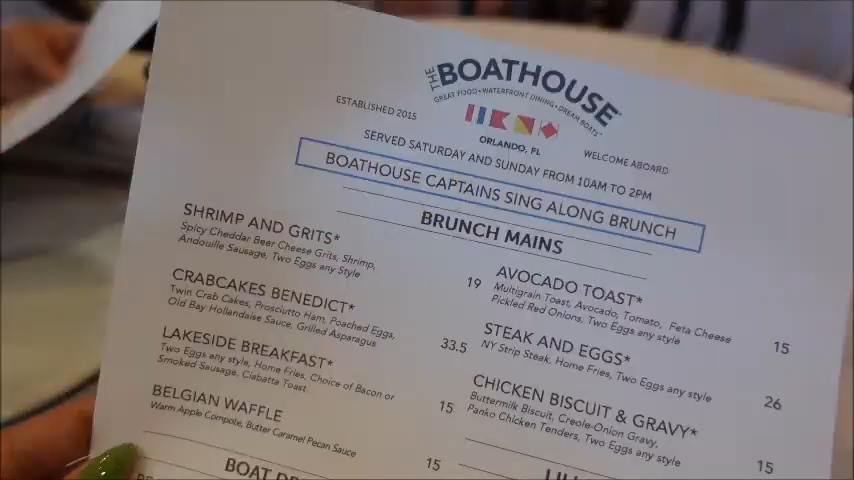 THE BOATHOUSE
GREAT FOOD • WATERFRONT DINING • DREAM BOATS
ESTABLISHED 2015
ORLANDO, FL
WELCOME ABOARD
SERVED SATURDAY AND SUNDAY FROM 10AM TO 2PM
BOATHOUSE CAPTAINS SING ALONG BRUNCH
BRUNCH MAINS
SHRIMP AND GRITS* 19
Spicy Cheddar Beer Cheese Grits, Shrimp,
Andouille Sausage, Two Eggs any Style
CRABCAKES BENEDICT* 33.5
Twin Crab Cakes, Prosciutto Ham, Poached Eggs,
Old Bay Hollandaise Sauce, Grilled Asparagus
LAKESIDE BREAKFAST* 15
Two Eggs any style, Home Fries, Choice of Bacon or
Smoked Sausage, Ciabatta Toast
BELGIAN WAFFLE 15
Warm Apple Compote, Butter Caramel Pecan Sauce
AVOCADO TOAST* 15
Multigrain Toast, Avocado, Tomato, Feta Cheese
Pickled Red Onions, Two Eggs any style
STEAK AND EGGS* 26
NY Strip Steak, Home Fries, Two Eggs any style
CHICKEN BISCUIT & GRAVY* 15
Buttermilk Biscuit, Creole-Onion Gravy,
Panko Chicken Tenders, Two Eggs any style
BOAT